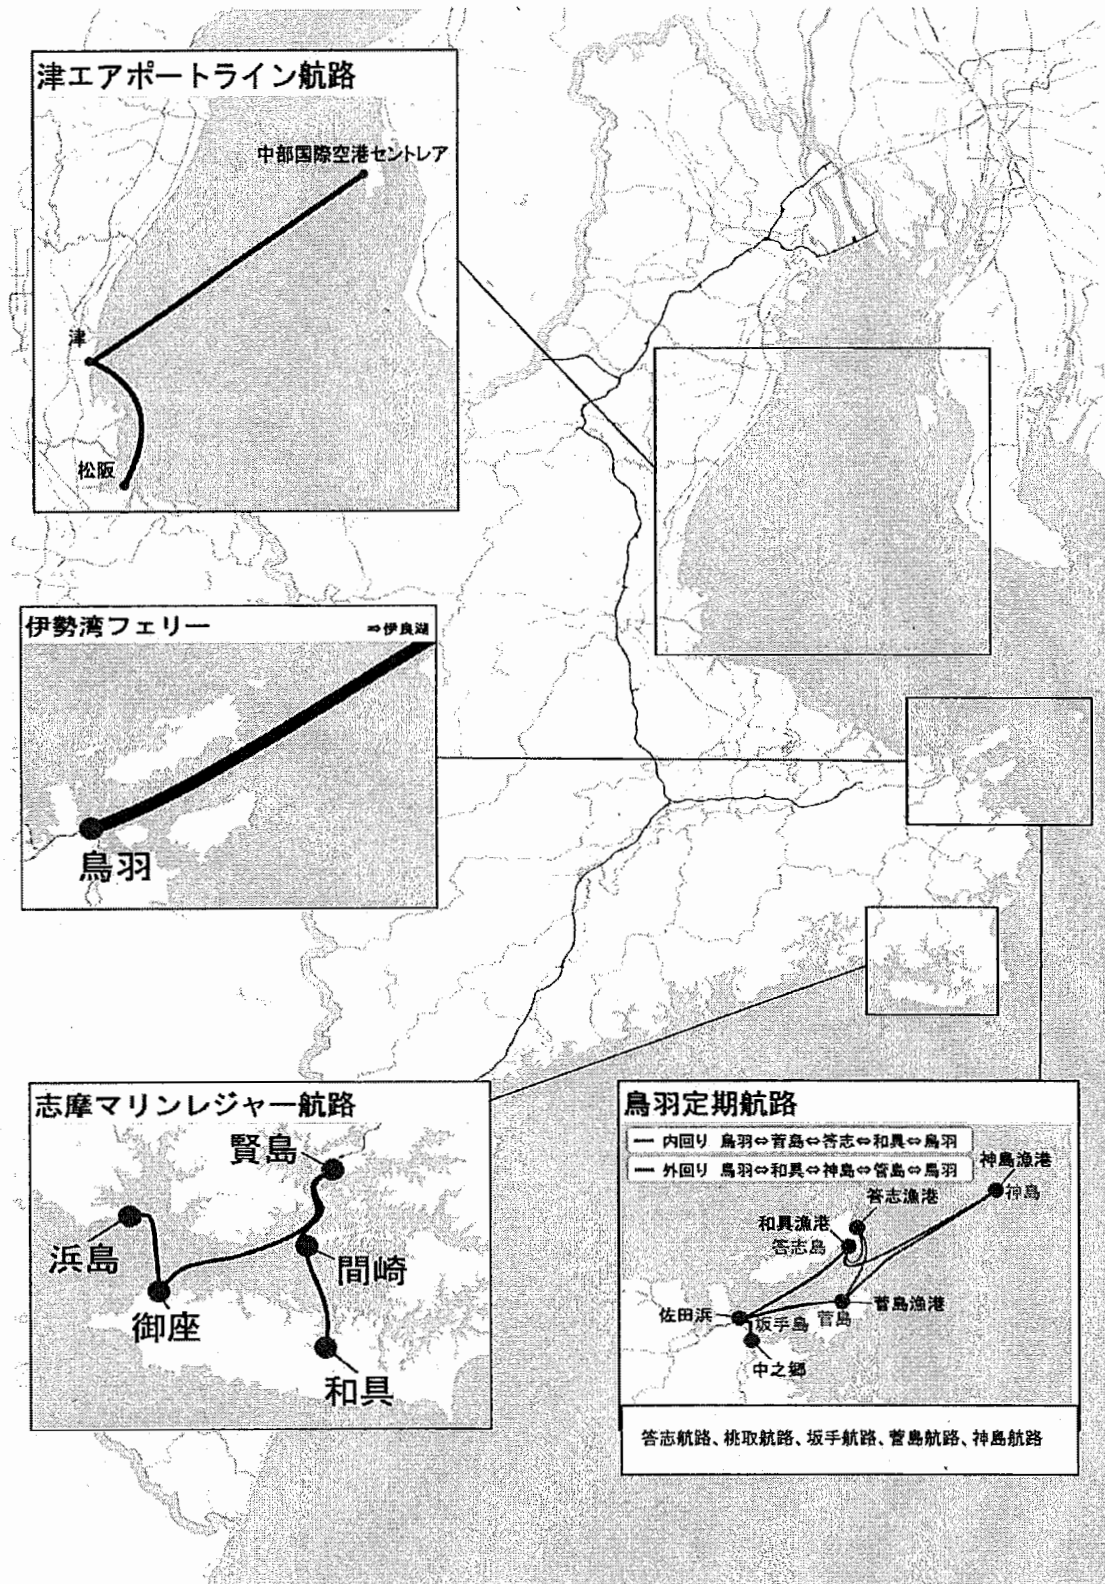 津エアポートライン航路
中部国際空港セントレア
津
松阪
伊勢湾フェリー
⇒伊良湖
鳥羽
志摩マリンレジャー航路
賢島
浜島
間崎
御座
和具
鳥羽定期航路
内回り 鳥羽⇔菅島⇔答志⇔和具⇔鳥羽
外回り 鳥羽⇔和具⇔神島⇔菅島⇔鳥羽
神島漁港
神島
答志漁港
和具漁港
答志島
佐田浜
坂手島
菅島
菅島漁港
中之郷
答志航路、桃取航路、坂手航路、菅島航路、神島航路